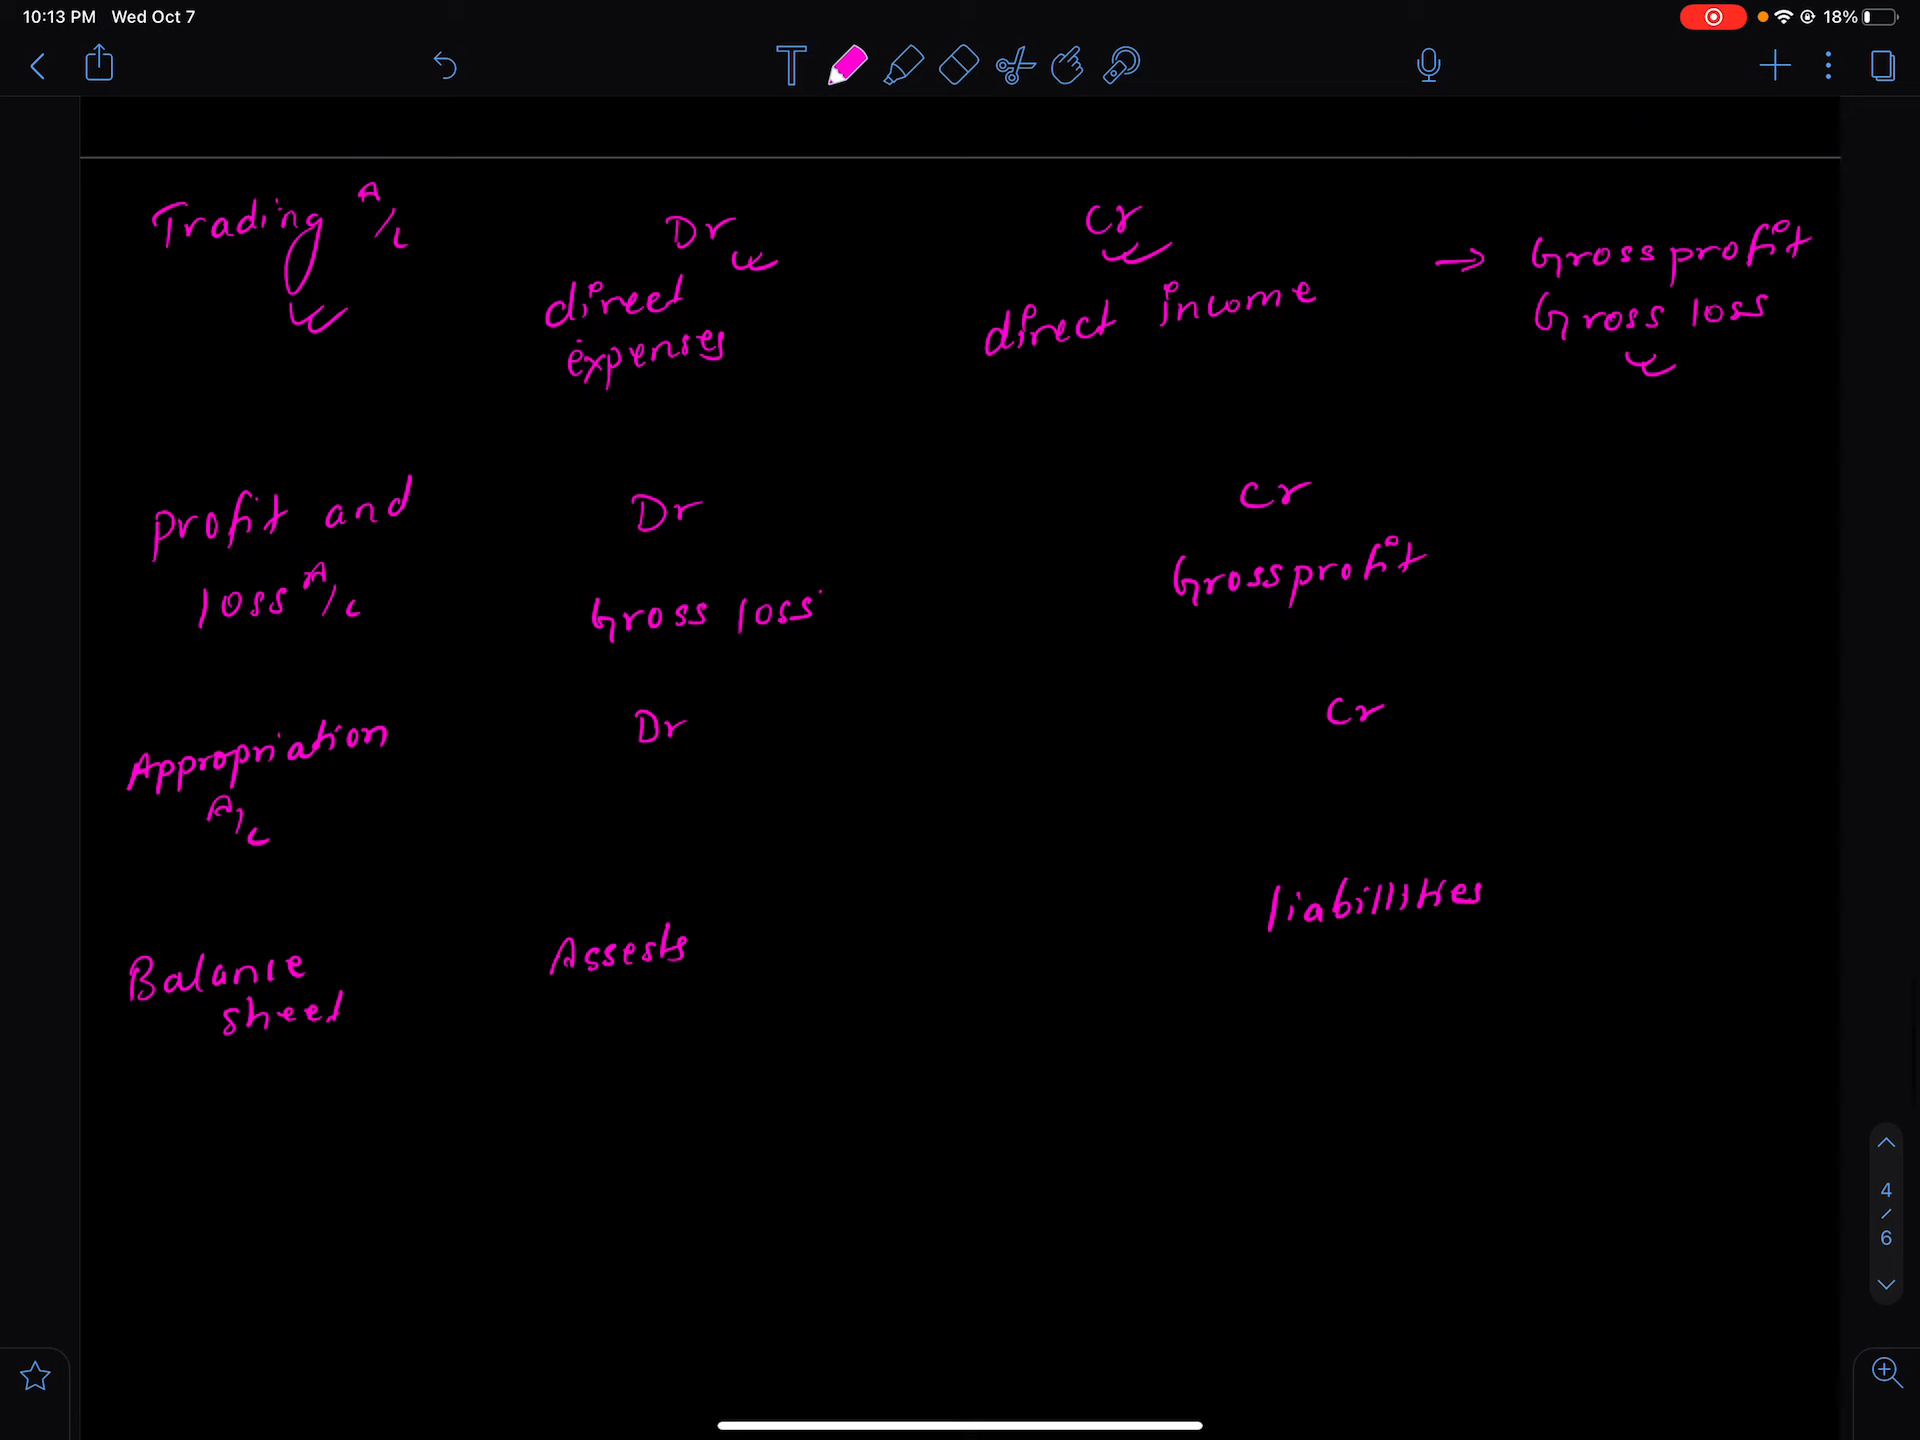 10:13 PM Wed Oct 7
18%
Trading A/c
Dr
Cr
direct
expenses
direct income
→ Gross profit
Gross loss
profit and
loss A/c
Dr
Cr
Gross loss
Gross profit
Appropriation
A/c
Dr
Cr
Balance
sheet
Assests
liabillities
4
/
6